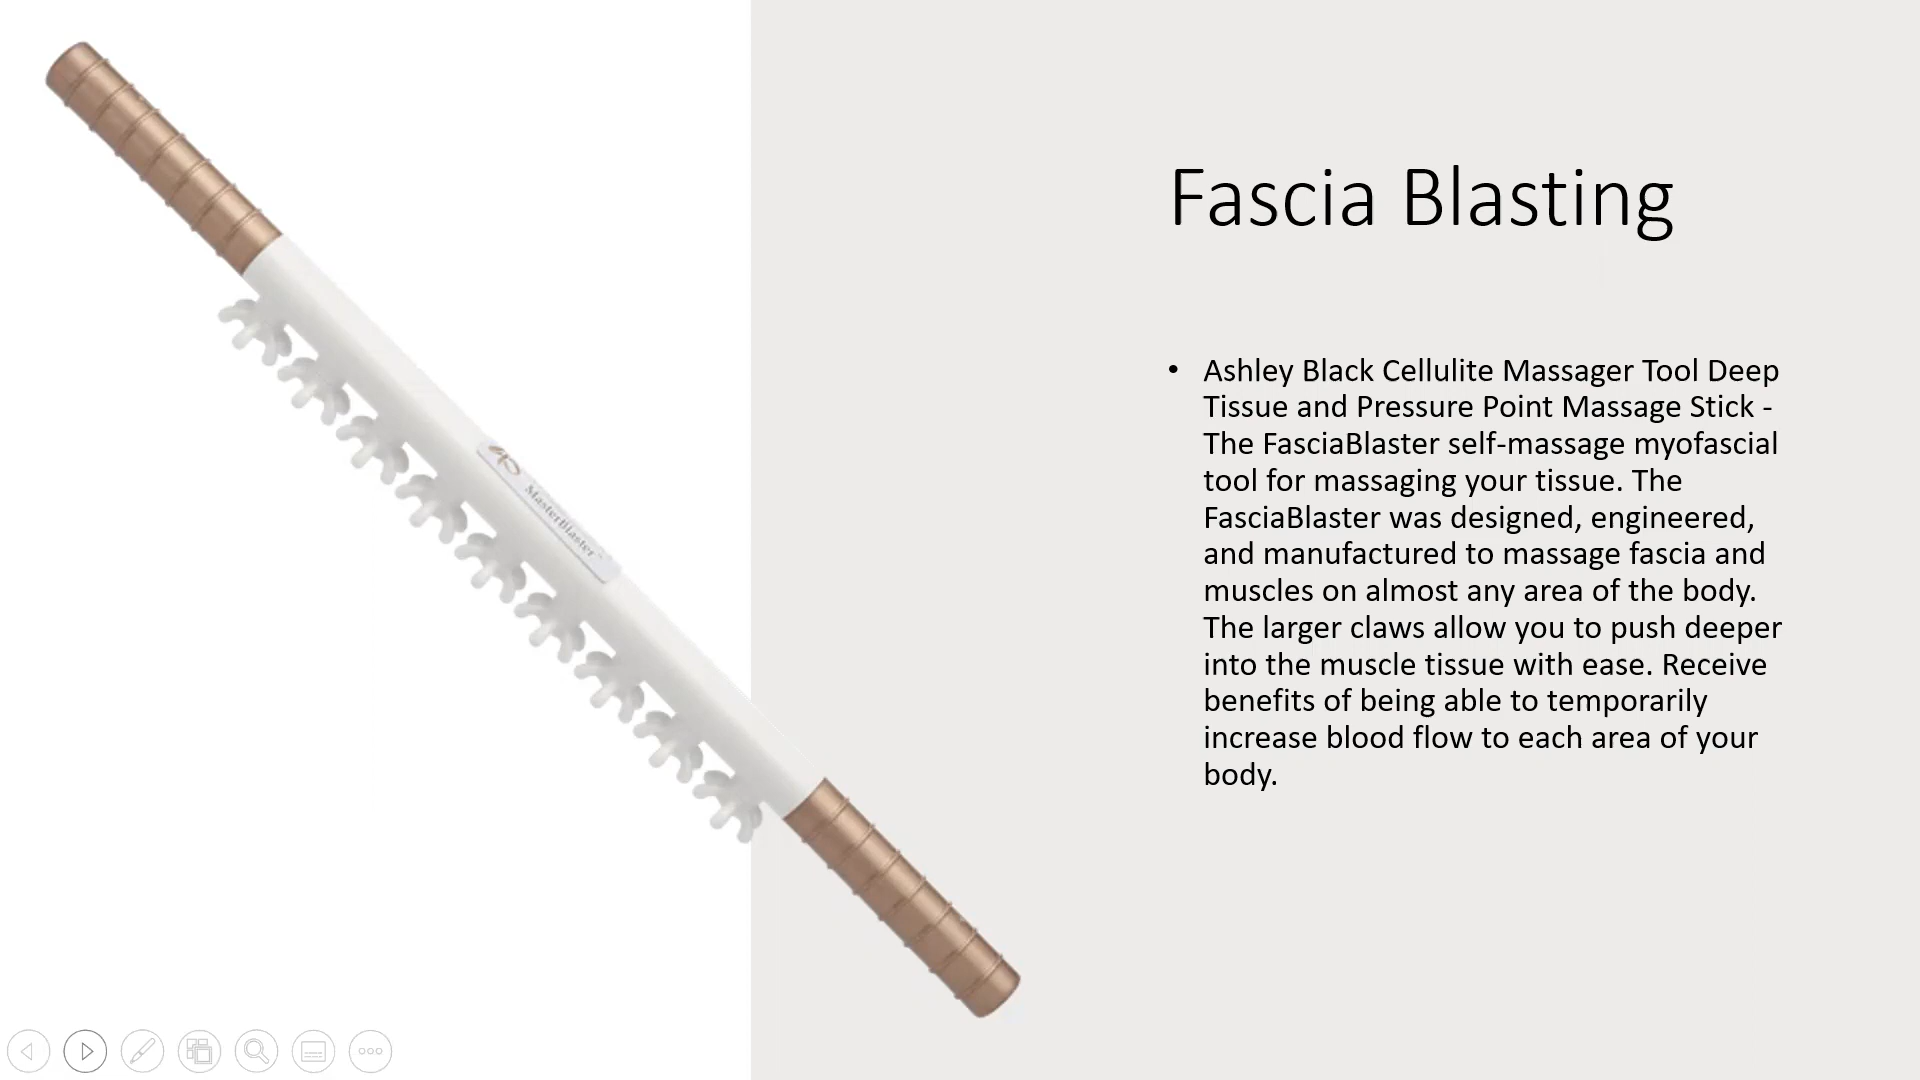 Fascia Blasting
• Ashley Black Cellulite Massager Tool Deep
Tissue and Pressure Point Massage Stick -
The FasciaBlaster self-massage myofascial
tool for massaging your tissue. The
FasciaBlaster was designed, engineered,
and manufactured to massage fascia and
muscles on almost any area of the body.
The larger claws allow you to push deeper
into the muscle tissue with ease. Receive
benefits of being able to temporarily
increase blood flow to each area of your
body.
MasterBlaster